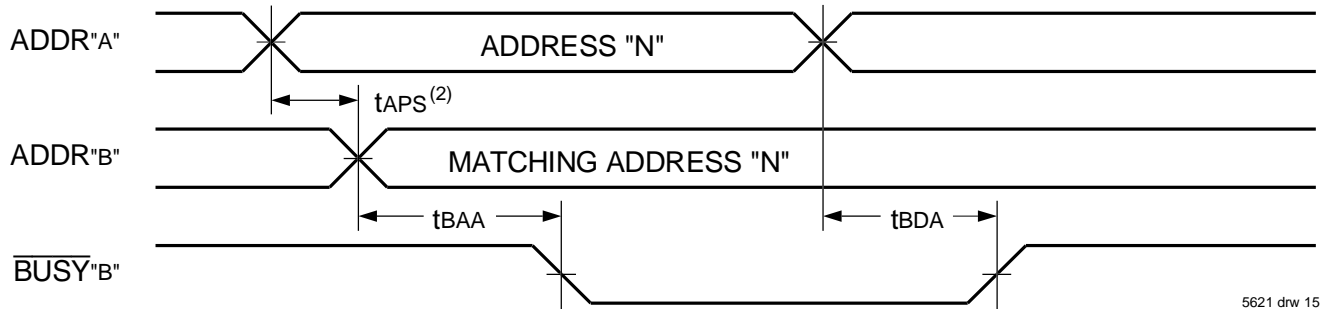 ADDR"A"
ADDRESS "N"
tAPS(2)
ADDR"B"
MATCHING ADDRESS "N"
tBAA
tBDA
BUSY"B"
5621 drw 15